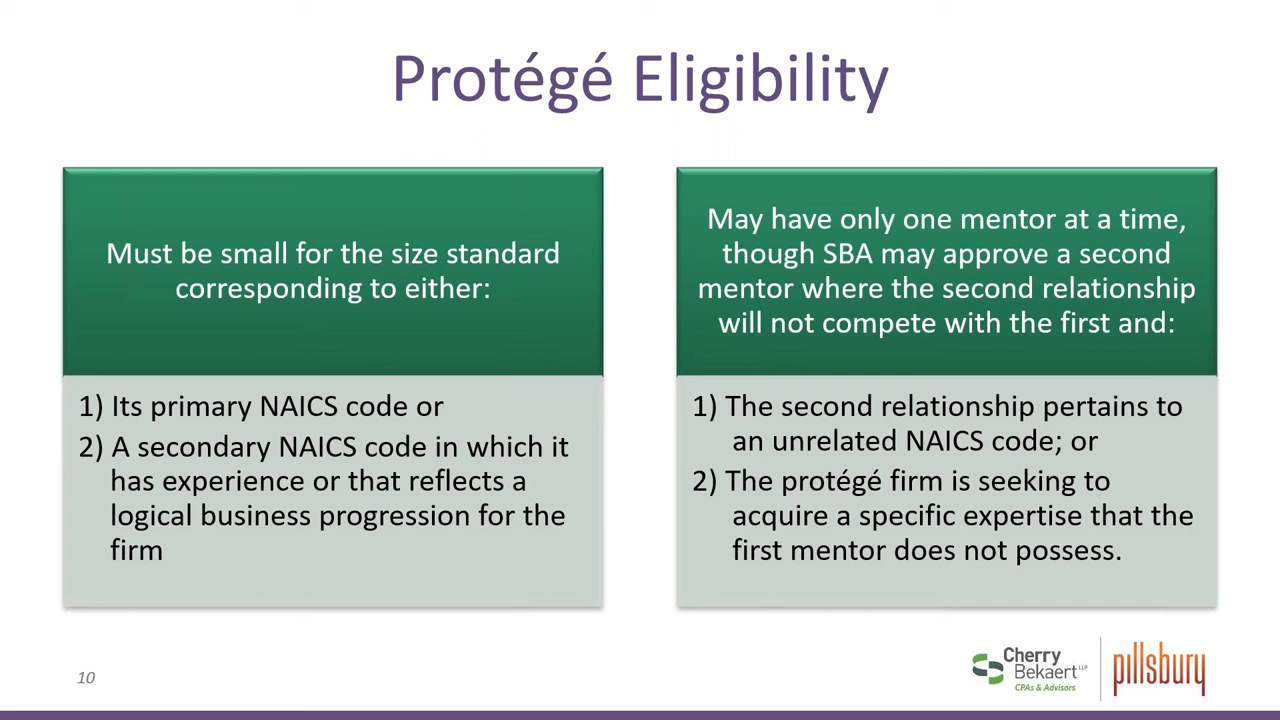 Protégé Eligibility
Must be small for the size standard
corresponding to either:
1) Its primary NAICS code or
2) A secondary NAICS code in which it
has experience or that reflects a
logical business progression for the
firm
May have only one mentor at a time,
though SBA may approve a second
mentor where the second relationship
will not compete with the first and:
1) The second relationship pertains to
an unrelated NAICS code; or
2) The protégé firm is seeking to
acquire a specific expertise that the
first mentor does not possess.
10
Cherry
Bekaert LLP
CPAs & Advisors
pillsbury